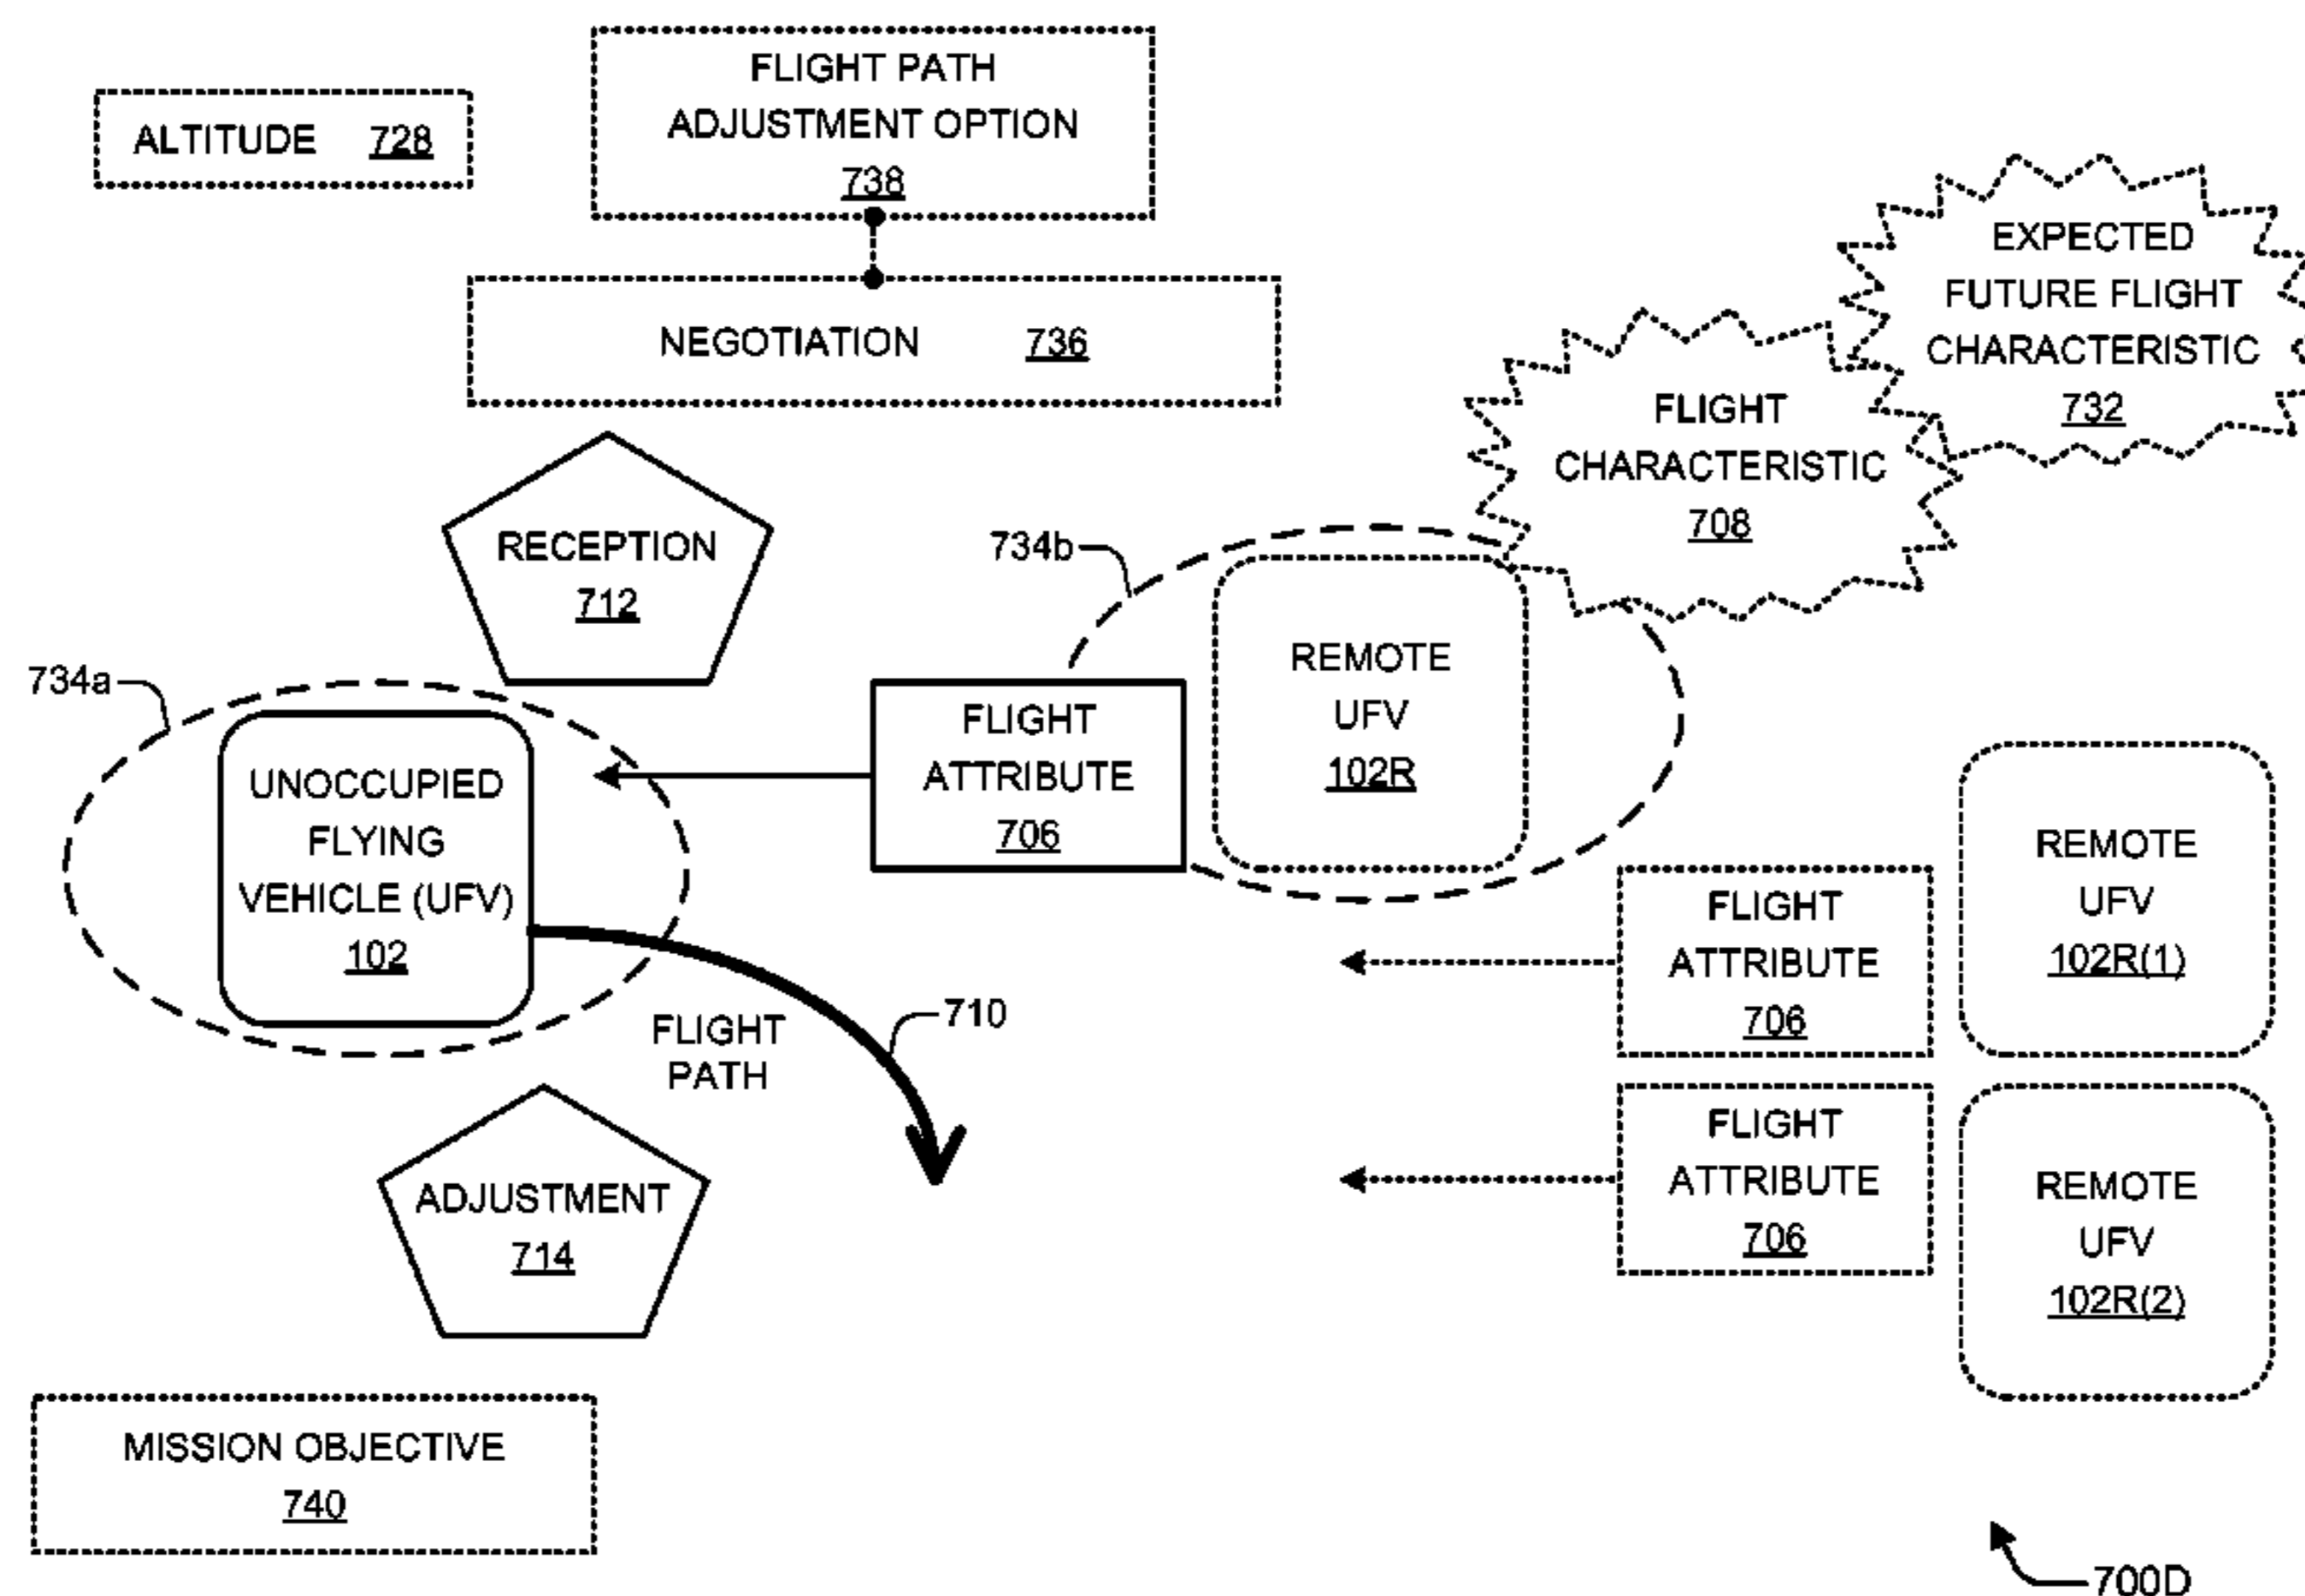 FLIGHT PATH
ADJUSTMENT OPTION
738
ALTITUDE 728
NEGOTIATION 736
EXPECTED
FUTURE FLIGHT
CHARACTERISTIC
732
FLIGHT
CHARACTERISTIC
708
RECEPTION
712
734b
REMOTE
UFV
102R
734a
FLIGHT
ATTRIBUTE
706
UNOCCUPIED
FLYING
VEHICLE (UFV)
102
FLIGHT
PATH
710
REMOTE
UFV
102R(1)
FLIGHT
ATTRIBUTE
706
FLIGHT
ATTRIBUTE
706
REMOTE
UFV
102R(2)
ADJUSTMENT
714
MISSION OBJECTIVE
740
700D